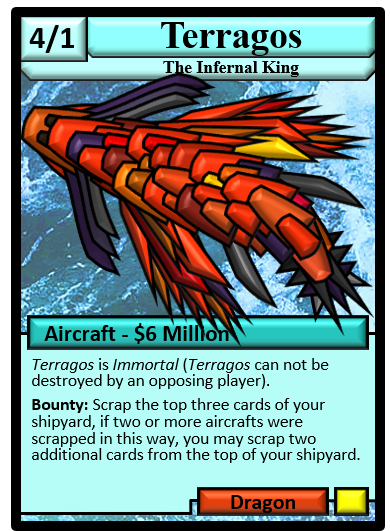 4/1
Terragos
The Infernal King
Aircraft - $6 Million
Terragos is Immortal (Terragos can not be
destroyed by an opposing player).
Bounty: Scrap the top three cards of your
shipyard, if two or more aircrafts were
scrapped in this way, you may scrap two
additional cards from the top of your shipyard.
Dragon